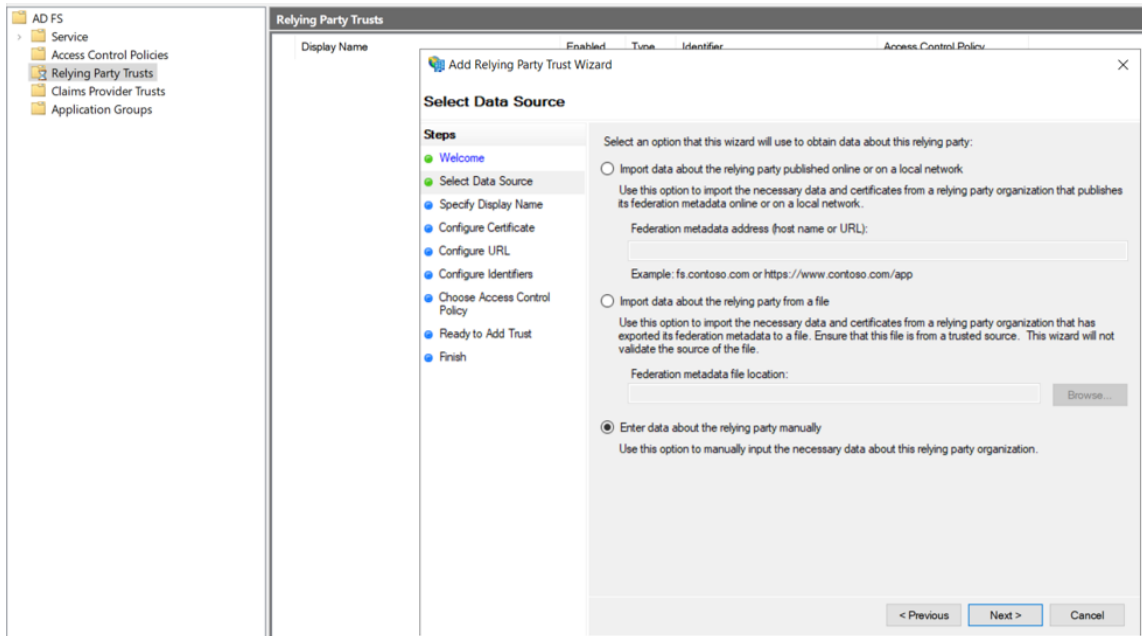 AD FS
Service
Access Control Policies
Relying Party Trusts
Claims Provider Trusts
Application Groups
Relying Party Trusts
Display Name Enabled Type Identifier Access Control Policy
Add Relying Party Trust Wizard
Select Data Source
Steps
Welcome
Select Data Source
Specify Display Name
Configure Certificate
Configure URL
Configure Identifiers
Choose Access Control
Policy
Ready to Add Trust
Finish
Select an option that this wizard will use to obtain data about this relying party:
Import data about the relying party published online or on a local network
Use this option to import the necessary data and certificates from a relying party organization that publishes
its federation metadata online or on a local network.
Federation metadata address (host name or URL):
Example: fs.contoso.com or https://www.contoso.com/app
Import data about the relying party from a file
Use this option to import the necessary data and certificates from a relying party organization that has
exported its federation metadata to a file. Ensure that this file is from a trusted source.  This wizard will not
validate the source of the file.
Federation metadata file location:
Browse...
Enter data about the relying party manually
Use this option to manually input the necessary data about this relying party organization.
< Previous
Next >
Cancel